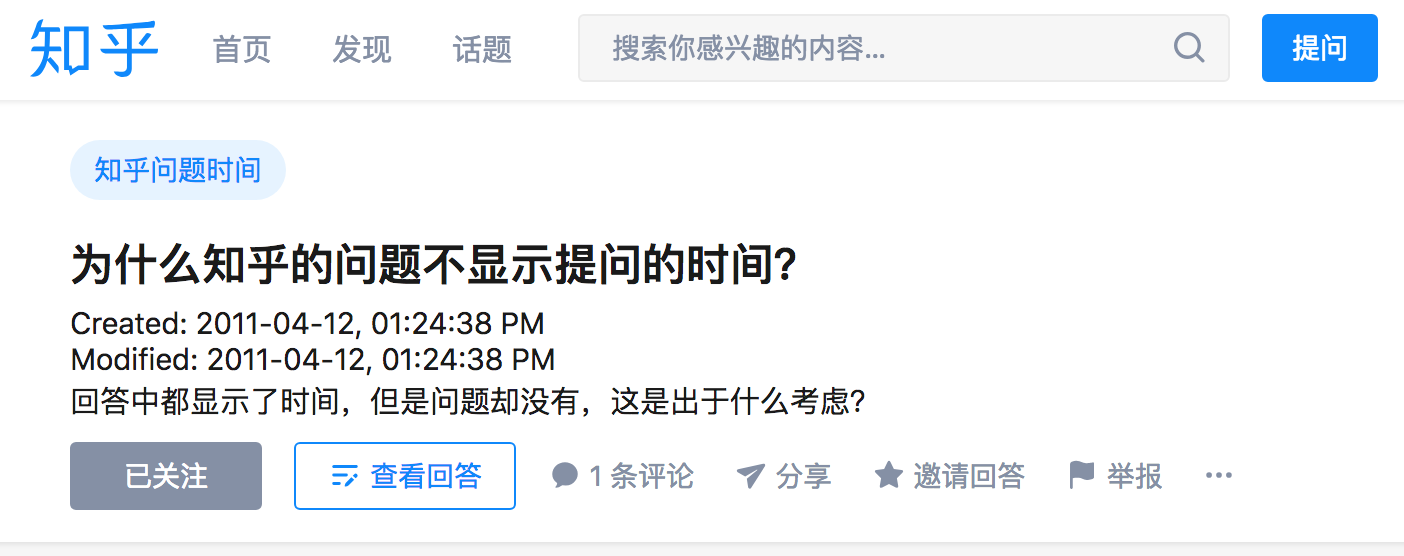 知乎 首页 发现 话题 搜索你感兴趣的内容... 提问
知乎问题时间
为什么知乎的问题不显示提问的时间?
Created: 2011-04-12, 01:24:38 PM
Modified: 2011-04-12, 01:24:38 PM
回答中都显示了时间，但是问题却没有，这是出于什么考虑?
已关注 查看回答 1 条评论 分享 邀请回答 举报 ···